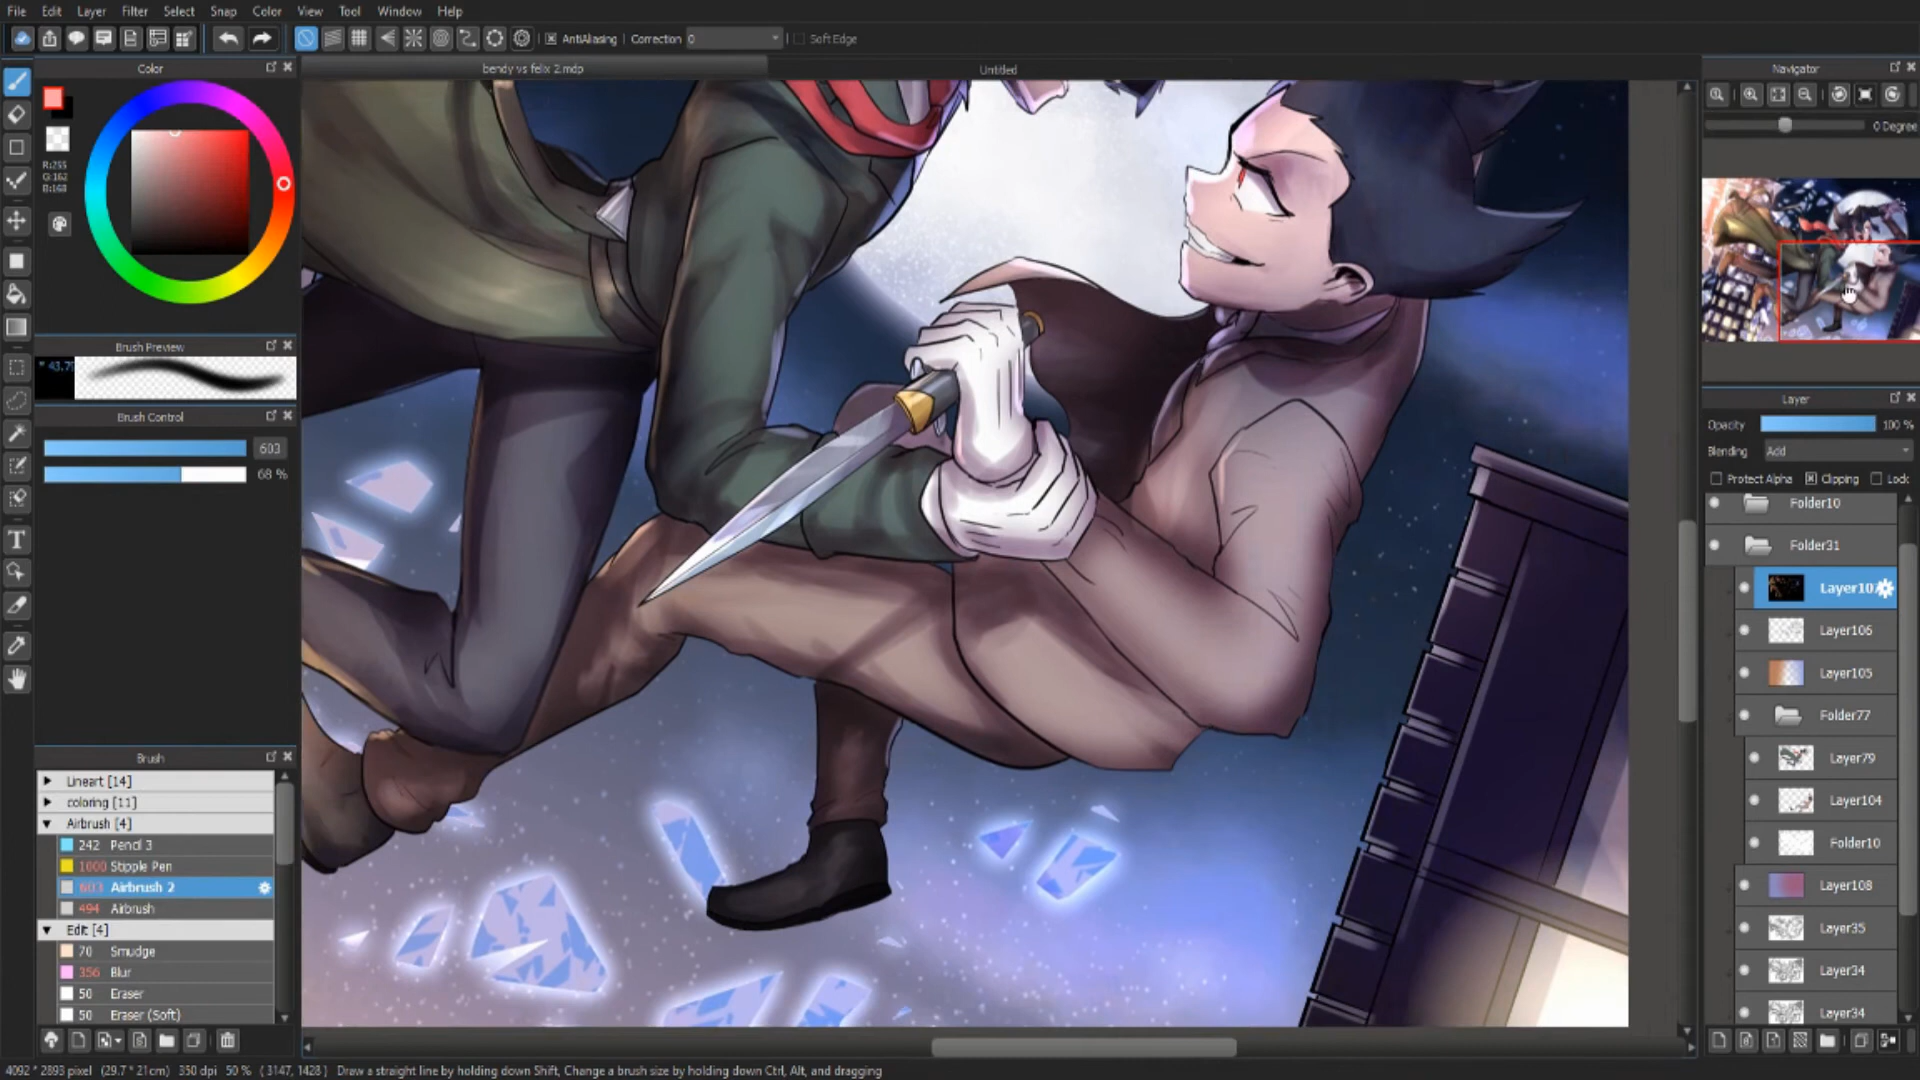 File Edit Layer Filter Select Snap Color View Tool Window Help
AntiAliasing Correction 0 Soft Edge
Color
bendy vs felix 2.mdp
Untitled
Navigator
R:255
G:162
B:168
0 Degree
Brush Preview
* 43.7
Brush Control
603
68 %
Layer
Opacity 100 %
Blending Add
Protect Alpha Clipping Lock
Folder10
Folder31
Layer10
Layer106
Layer105
Folder77
Layer79
Layer104
Folder10
Layer108
Layer35
Layer34
Layer34
Brush
Lineart [14]
coloring [11]
Airbrush [4]
242 Pencil 3
1000 Stipple Pen
603 Airbrush 2
494 Airbrush
Edit [4]
70 Smudge
356 Blur
50 Eraser
50 Eraser (Soft)
4092 * 2893 pixel (29.7 * 21cm) 350 dpi 50 % ( 3147, 1428 ) Draw a straight line by holding down Shift, Change a brush size by holding down Ctrl, Alt, and dragging